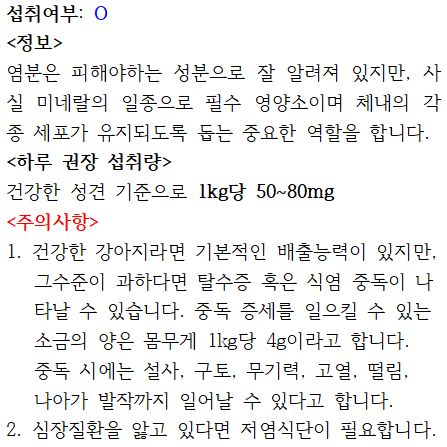 섭취여부: O
<정보>
염분은 피해야하는 성분으로 잘 알려져 있지만, 사
실 미네랄의 일종으로 필수 영양소이며 체내의 각
종 세포가 유지되도록 돕는 중요한 역할을 합니다.
<하루 권장 섭취량>
건강한 성견 기준으로 1kg당 50~80mg
<주의사항>
1. 건강한 강아지라면 기본적인 배출능력이 있지만,
그수준이 과하다면 탈수증 혹은 식염 중독이 나
타날 수 있습니다. 중독 증세를 일으킬 수 있는
소금의 양은 몸무게 1kg당 4g이라고 합니다.
중독 시에는 설사, 구토, 무기력, 고열, 떨림,
나아가 발작까지 일어날 수 있다고 합니다.
2. 심장질환을 앓고 있다면 저염식단이 필요합니다.